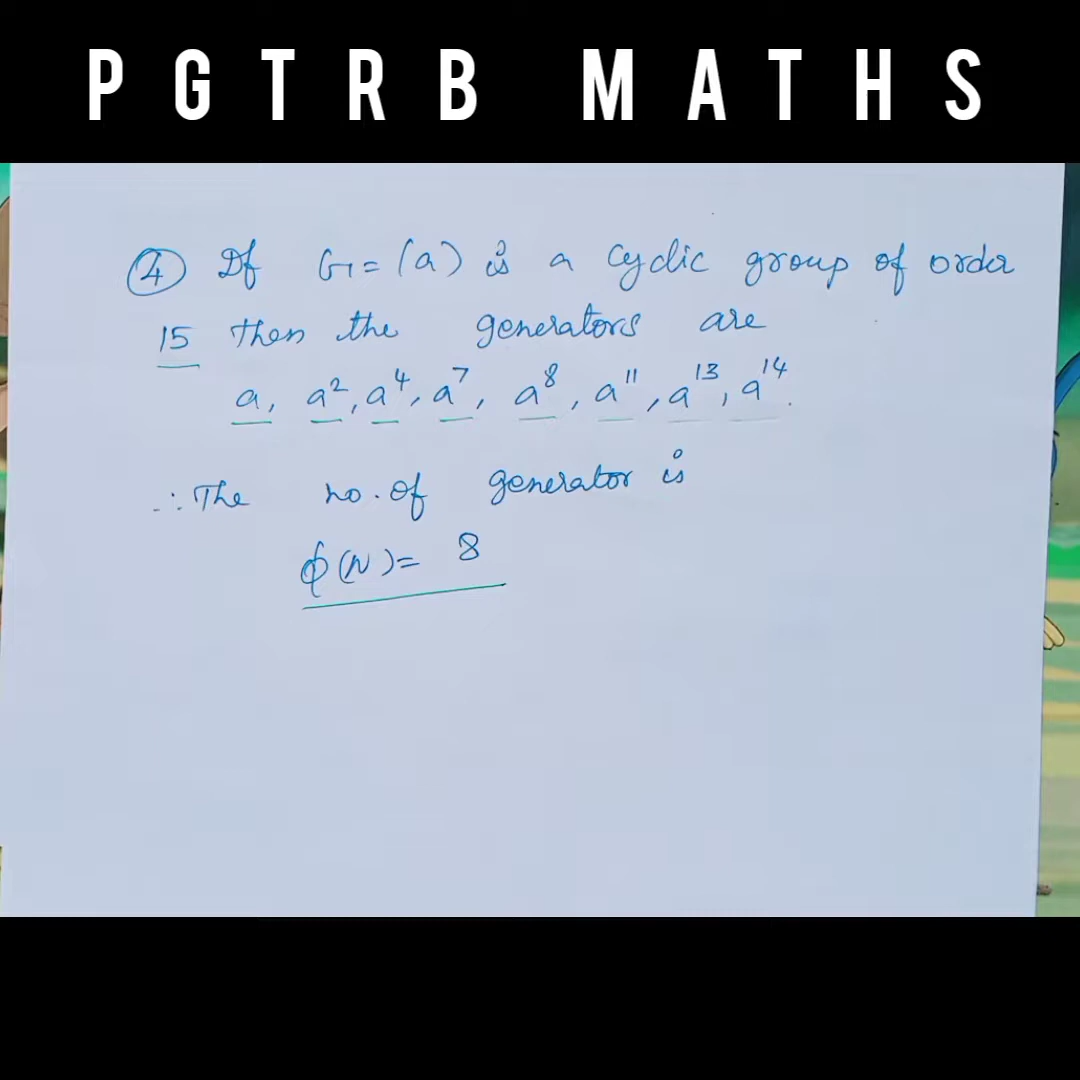 PGTRB MATHS
④ If G = (a) is a cyclic group of order
15 then the generators are
a, a², a⁴, a⁷, a⁸, a¹¹, a¹³, a¹⁴.
∴ The no. of generator is
ϕ(N) = 8